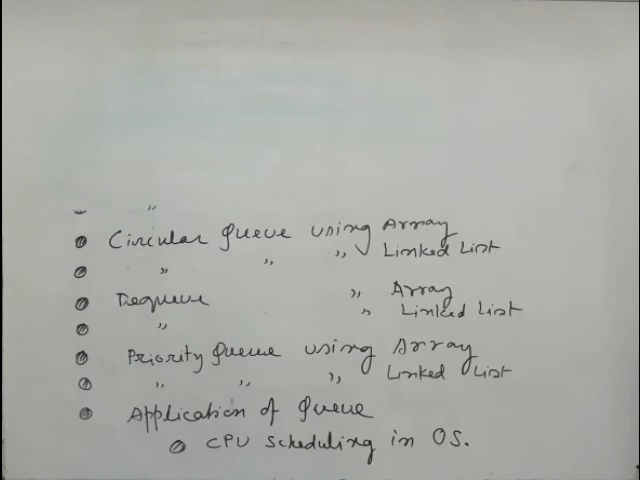 "
Circular Queue using Array
" " " Linked List
Dequeue " Array
" " Linked List
Priority Queue using Array
" " " Linked List
Application of Queue
CPU scheduling in OS.